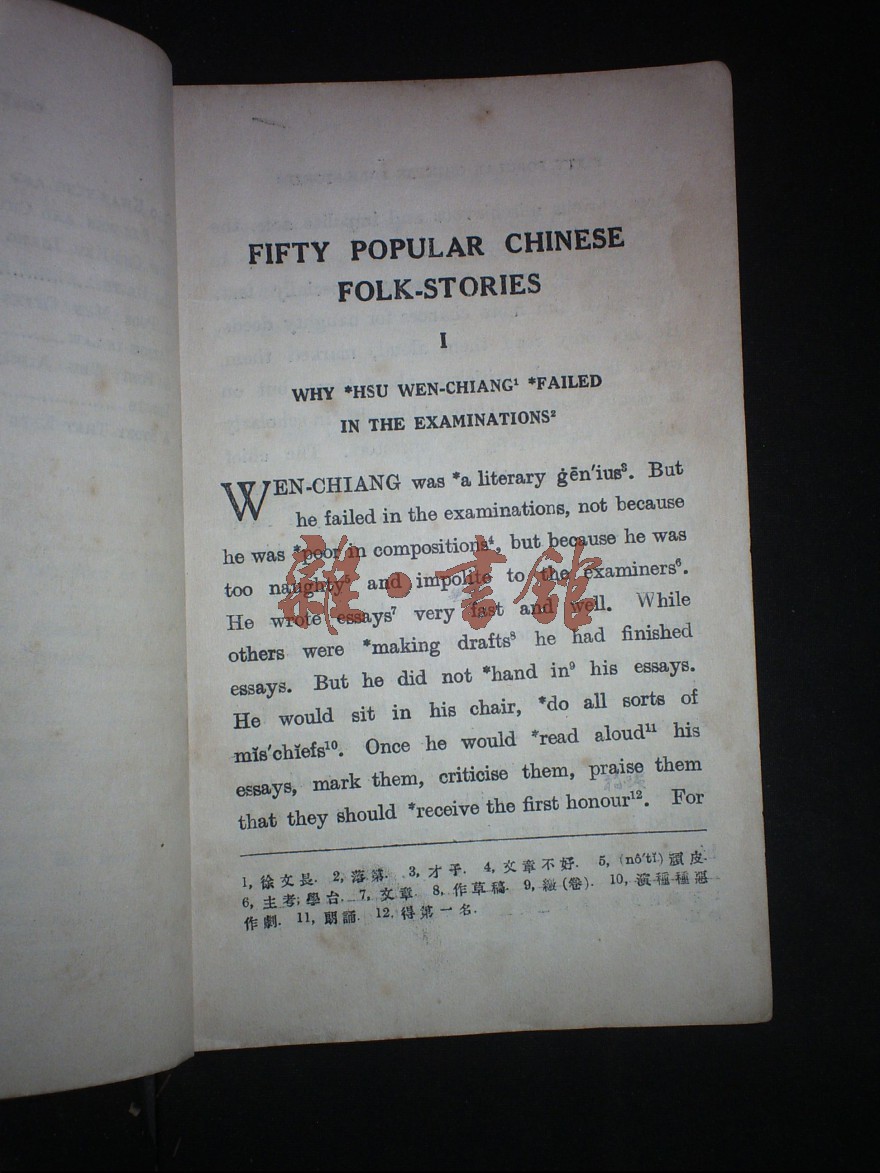 FIFTY POPULAR CHINESE
FOLK-STORIES
I
WHY *HSU WEN-CHIANG¹ *FAILED
IN THE EXAMINATIONS²
WEN-CHIANG was *a literary ġēn′ius³. But
he failed in the examinations, not because
he was *poor in compositions⁴, but because he was
too naughty⁵ and impolite to the examiners⁶.
He wrote essays⁷ very fast and well. While
others were *making drafts⁸ he had finished
essays. But he did not *hand in⁹ his essays.
He would sit in his chair, *do all sorts of
mĭs′chĭefs¹⁰. Once he would *read aloud¹¹ his
essays, mark them, criticise them, praise them
that they should *receive the first honour¹². For
1, 徐文長. 2, 落第. 3, 才子. 4, 文章不好. 5, (nô′tĭ) 頑皮.
6, 主考; 學台. 7, 文章. 8, 作草稿. 9, 繳(卷). 10, 演種種惡
作劇. 11, 朗誦. 12, 得第一名.
雜·書館